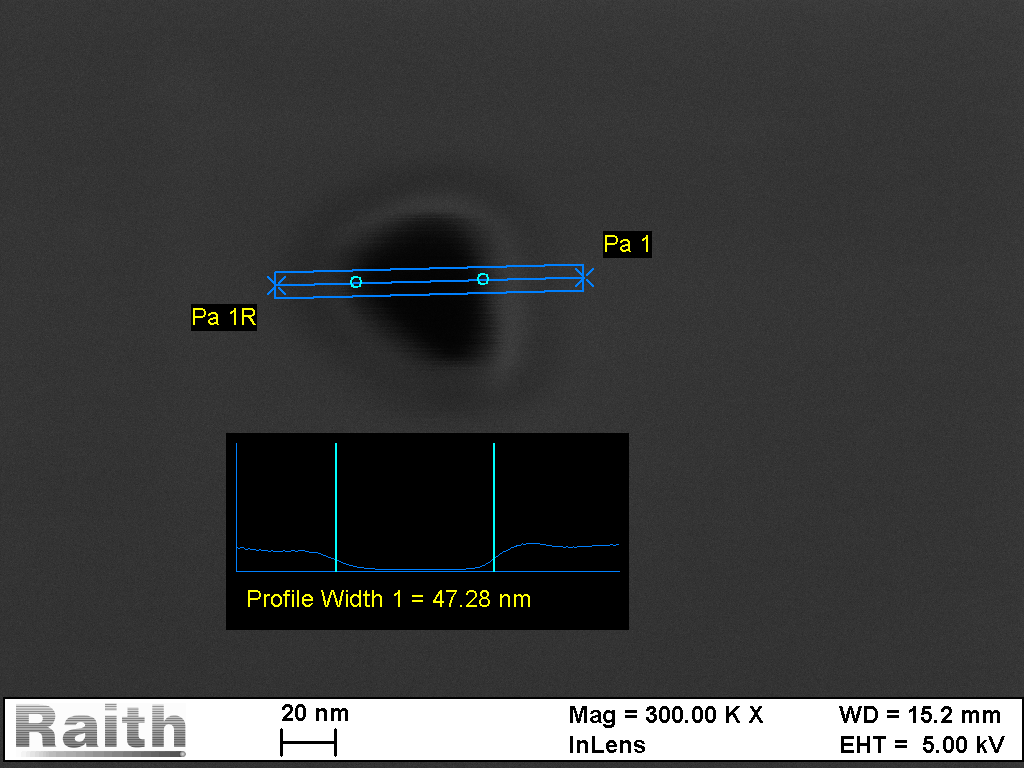 Pa 1
Pa 1R
Profile Width 1 = 47.28 nm
Raith
20 nm
Mag = 300.00 K X
WD = 15.2 mm
InLens
EHT = 5.00 kV